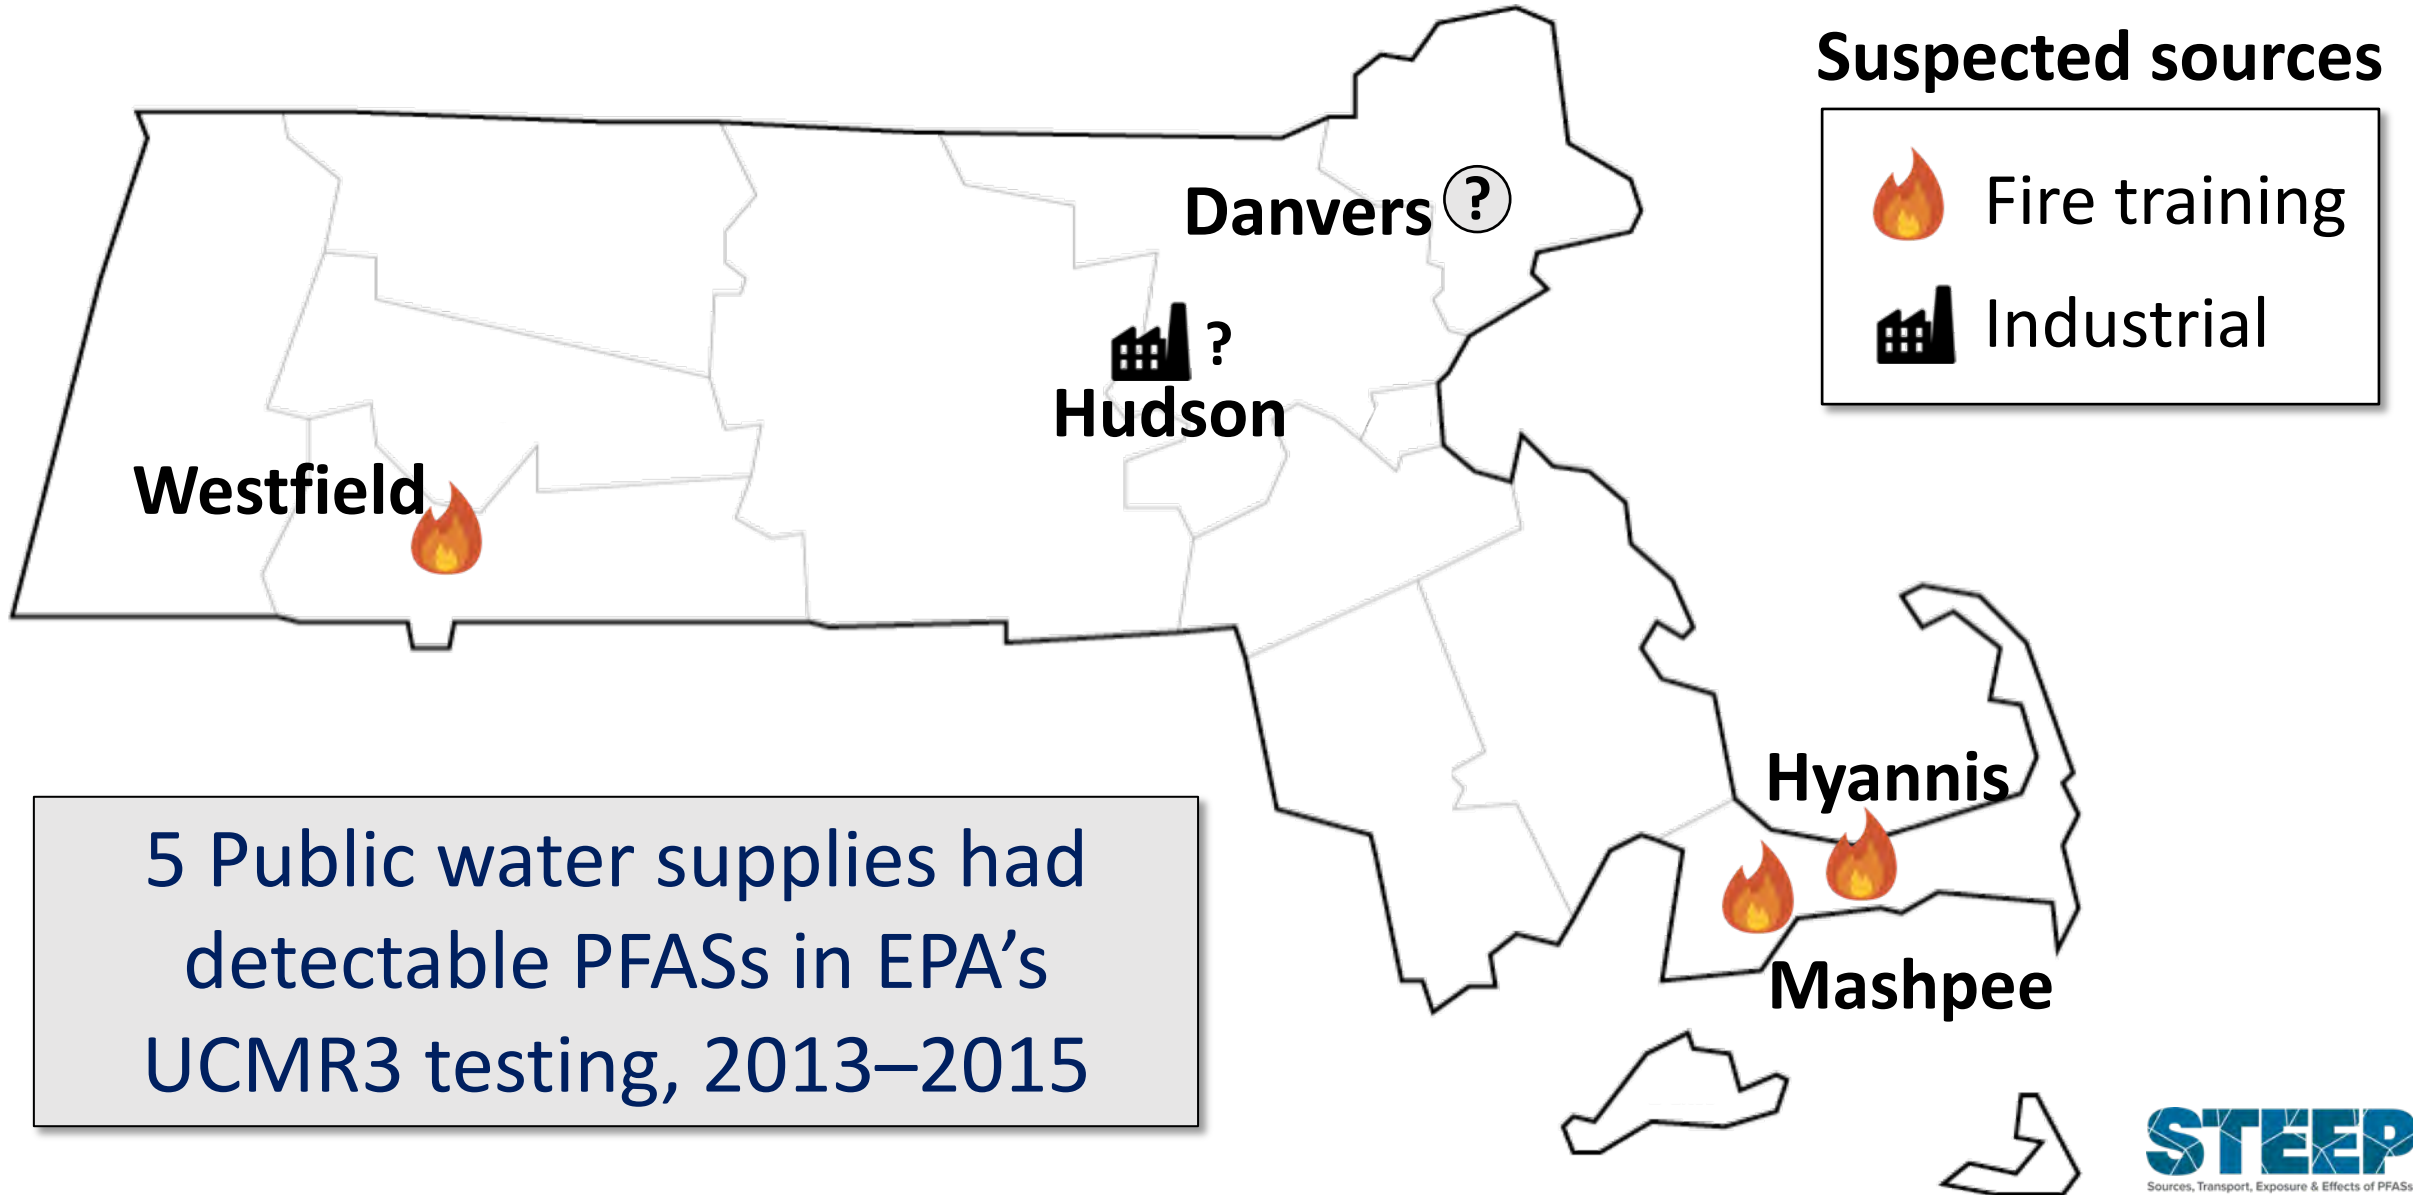 Suspected sources
Fire training
Industrial
Danvers ?
?
Hudson
Westfield
Hyannis
Mashpee
5 Public water supplies had
detectable PFASs in EPA’s
UCMR3 testing, 2013–2015
STEEP
Sources, Transport, Exposure & Effects of PFASs